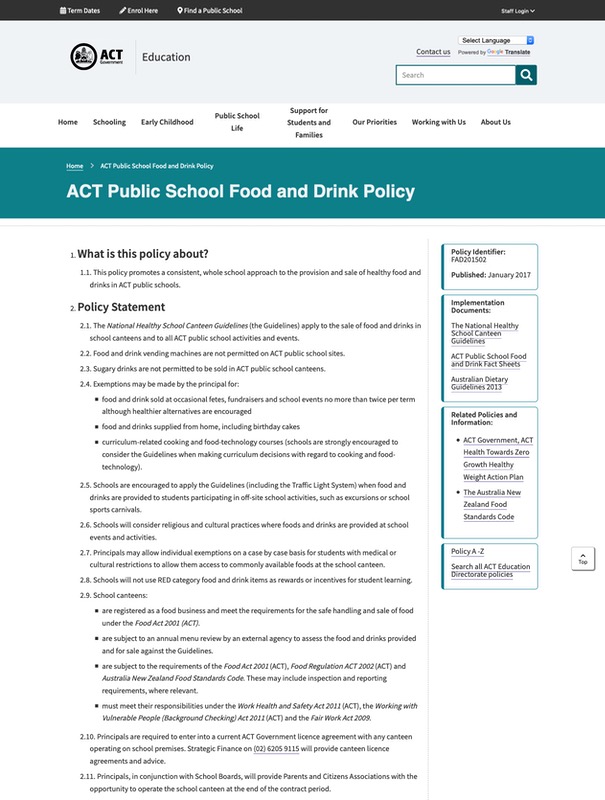 Term Dates Enrol Here Find a Public School Staff Login
ACT
Government
Education
Contact us
Select Language
Powered by Google Translate
Search
Home Schooling Early Childhood Public School Life Support for Students and Families Our Priorities Working with Us About Us
Home > ACT Public School Food and Drink Policy
ACT Public School Food and Drink Policy
1. What is this policy about?
1.1. This policy promotes a consistent, whole school approach to the provision and sale of healthy food and
drinks in ACT public schools.
2. Policy Statement
2.1. The National Healthy School Canteen Guidelines (the Guidelines) apply to the sale of food and drinks in
school canteens and to all ACT public school activities and events.
2.2. Food and drink vending machines are not permitted on ACT public school sites.
2.3. Sugary drinks are not permitted to be sold in ACT public school canteens.
2.4. Exemptions may be made by the principal for:
food and drink sold at occasional fetes, fundraisers and school events no more than twice per term
although healthier alternatives are encouraged
food and drinks supplied from home, including birthday cakes
curriculum-related cooking and food-technology courses (schools are strongly encouraged to
consider the Guidelines when making curriculum decisions with regard to cooking and food-
technology).
2.5. Schools are encouraged to apply the Guidelines (including the Traffic Light System) when food and
drinks are provided to students participating in off-site school activities, such as excursions or school
sports carnivals.
2.6. Schools will consider religious and cultural practices where foods and drinks are provided at school
events and activities.
2.7. Principals may allow individual exemptions on a case by case basis for students with medical or
cultural restrictions to allow them access to commonly available foods at the school canteen.
2.8. Schools will not use RED category food and drink items as rewards or incentives for student learning.
2.9. School canteens:
are registered as a food business and meet the requirements for the safe handling and sale of food
under the Food Act 2001 (ACT).
are subject to an annual menu review by an external agency to assess the food and drinks provided
and for sale against the Guidelines.
are subject to the requirements of the Food Act 2001 (ACT), Food Regulation ACT 2002 (ACT) and
Australia New Zealand Food Standards Code. These may include inspection and reporting
requirements, where relevant.
must meet their responsibilities under the Work Health and Safety Act 2011 (ACT), the Working with
Vulnerable People (Background Checking) Act 2011 (ACT) and the Fair Work Act 2009.
2.10. Principals are required to enter into a current ACT Government licence agreement with any canteen
operating on school premises. Strategic Finance on (02) 6205 9115 will provide canteen licence
agreements and advice.
2.11. Principals, in conjunction with School Boards, will provide Parents and Citizens Associations with the
opportunity to operate the school canteen at the end of the contract period.
Policy Identifier:
FAD201502
Published: January 2017
Implementation
Documents:
The National Healthy
School Canteen
Guidelines
ACT Public School Food
and Drink Fact Sheets
Australian Dietary
Guidelines 2013
Related Policies and
Information:
ACT Government, ACT
Health Towards Zero
Growth Healthy
Weight Action Plan
The Australia New
Zealand Food
Standards Code
Policy A -Z
Search all ACT Education
Directorate policies
Top